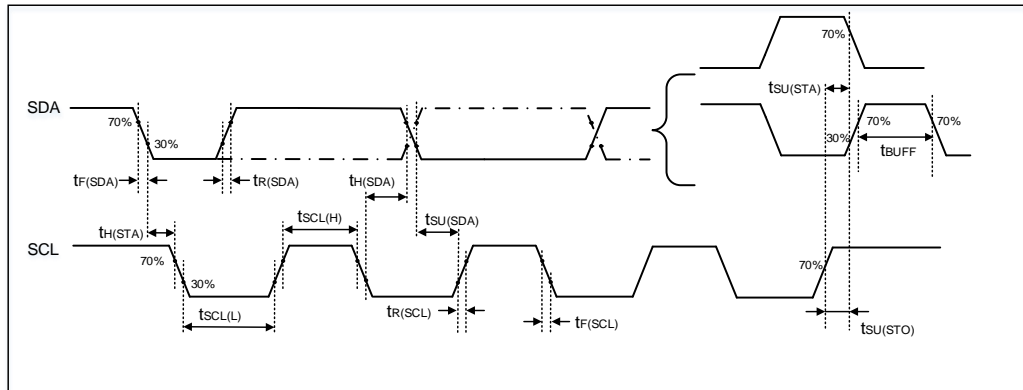 70%
tSU(STA)
SDA
70%
30%
30%
70%
70%
tBUFF
tF(SDA)
tR(SDA)
tH(SDA)
tSCL(H)
tSU(SDA)
tH(STA)
SCL
70%
30%
70%
tSCL(L)
tR(SCL)
tF(SCL)
tSU(STO)